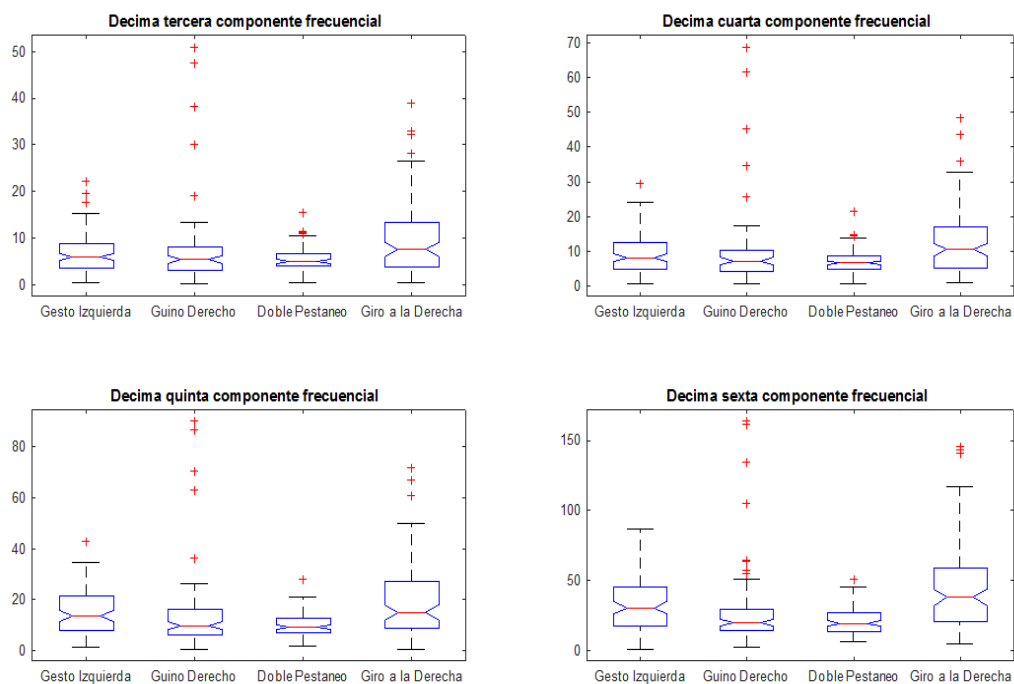 Decima tercera componente frecuencial
50
40
30
20
10
0
Gesto Izquierda Guino Derecho Doble Pestaneo Giro a la Derecha
Decima cuarta componente frecuencial
70
60
50
40
30
20
10
0
Gesto Izquierda Guino Derecho Doble Pestaneo Giro a la Derecha
Decima quinta componente frecuencial
80
60
40
20
0
Gesto Izquierda Guino Derecho Doble Pestaneo Giro a la Derecha
Decima sexta componente frecuencial
150
100
50
0
Gesto Izquierda Guino Derecho Doble Pestaneo Giro a la Derecha